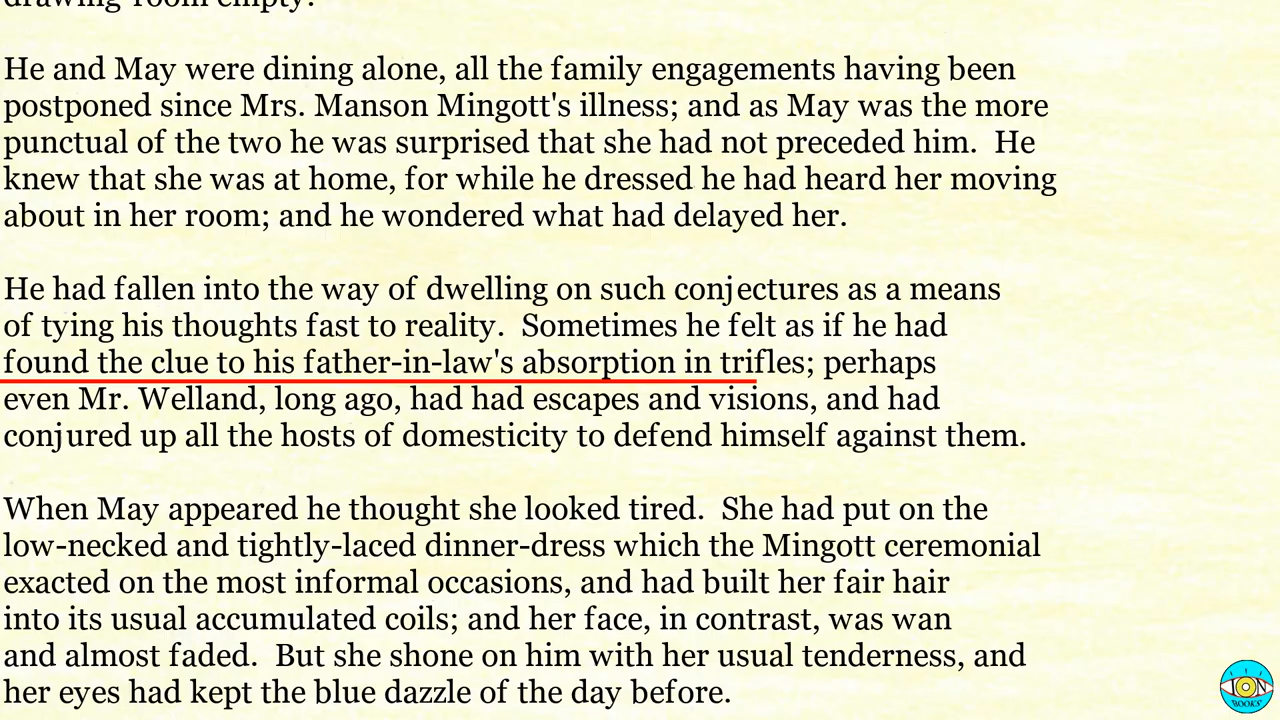 drawing-room empty.
He and May were dining alone, all the family engagements having been
postponed since Mrs. Manson Mingott's illness; and as May was the more
punctual of the two he was surprised that she had not preceded him.  He
knew that she was at home, for while he dressed he had heard her moving
about in her room; and he wondered what had delayed her.
He had fallen into the way of dwelling on such conjectures as a means
of tying his thoughts fast to reality.  Sometimes he felt as if he had
found the clue to his father-in-law's absorption in trifles; perhaps
even Mr. Welland, long ago, had had escapes and visions, and had
conjured up all the hosts of domesticity to defend himself against them.
When May appeared he thought she looked tired.  She had put on the
low-necked and tightly-laced dinner-dress which the Mingott ceremonial
exacted on the most informal occasions, and had built her fair hair
into its usual accumulated coils; and her face, in contrast, was wan
and almost faded.  But she shone on him with her usual tenderness, and
her eyes had kept the blue dazzle of the day before.
ION
BOOKS